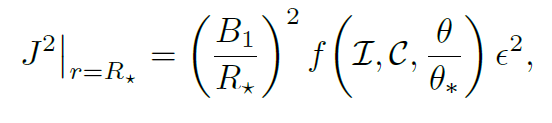 $J^2\big|_{r=R_\star} = \left(\frac{B_1}{R_\star}\right)^2 f\left(\mathcal{I}, \mathcal{C}, \frac{\theta}{\theta_*}\right) \epsilon^2,$